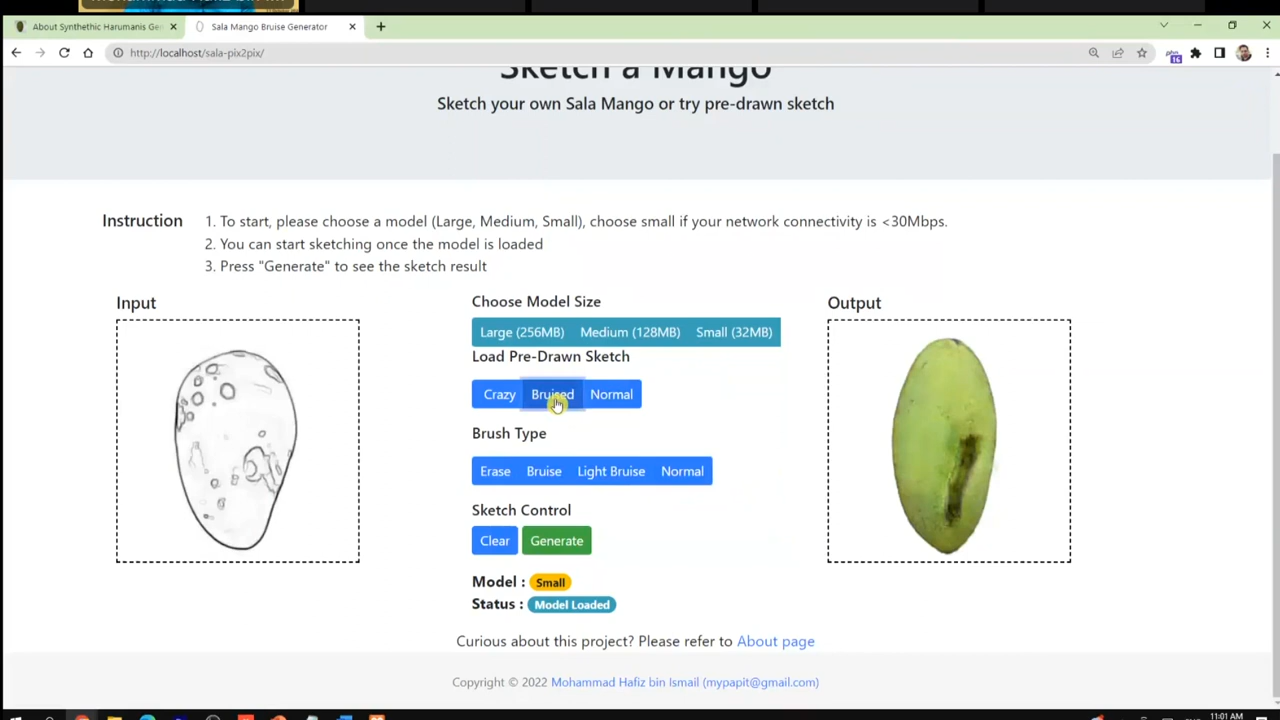 About Synthethic Harumanis Ge
Sala Mango Bruise Generator
http://localhost/sala-pix2pix/
16
Sketch a Mango
Sketch your own Sala Mango or try pre-drawn sketch
Instruction
1. To start, please choose a model (Large, Medium, Small), choose small if your network connectivity is <30Mbps.
2. You can start sketching once the model is loaded
3. Press "Generate" to see the sketch result
Input
Choose Model Size
Large (256MB) Medium (128MB) Small (32MB)
Load Pre-Drawn Sketch
Crazy Bruised Normal
Brush Type
Erase Bruise Light Bruise Normal
Sketch Control
Clear Generate
Model : Small
Status : Model Loaded
Output
Curious about this project? Please refer to About page
Copyright © 2022 Mohammad Hafiz bin Ismail (mypapit@gmail.com)
11:01 AM